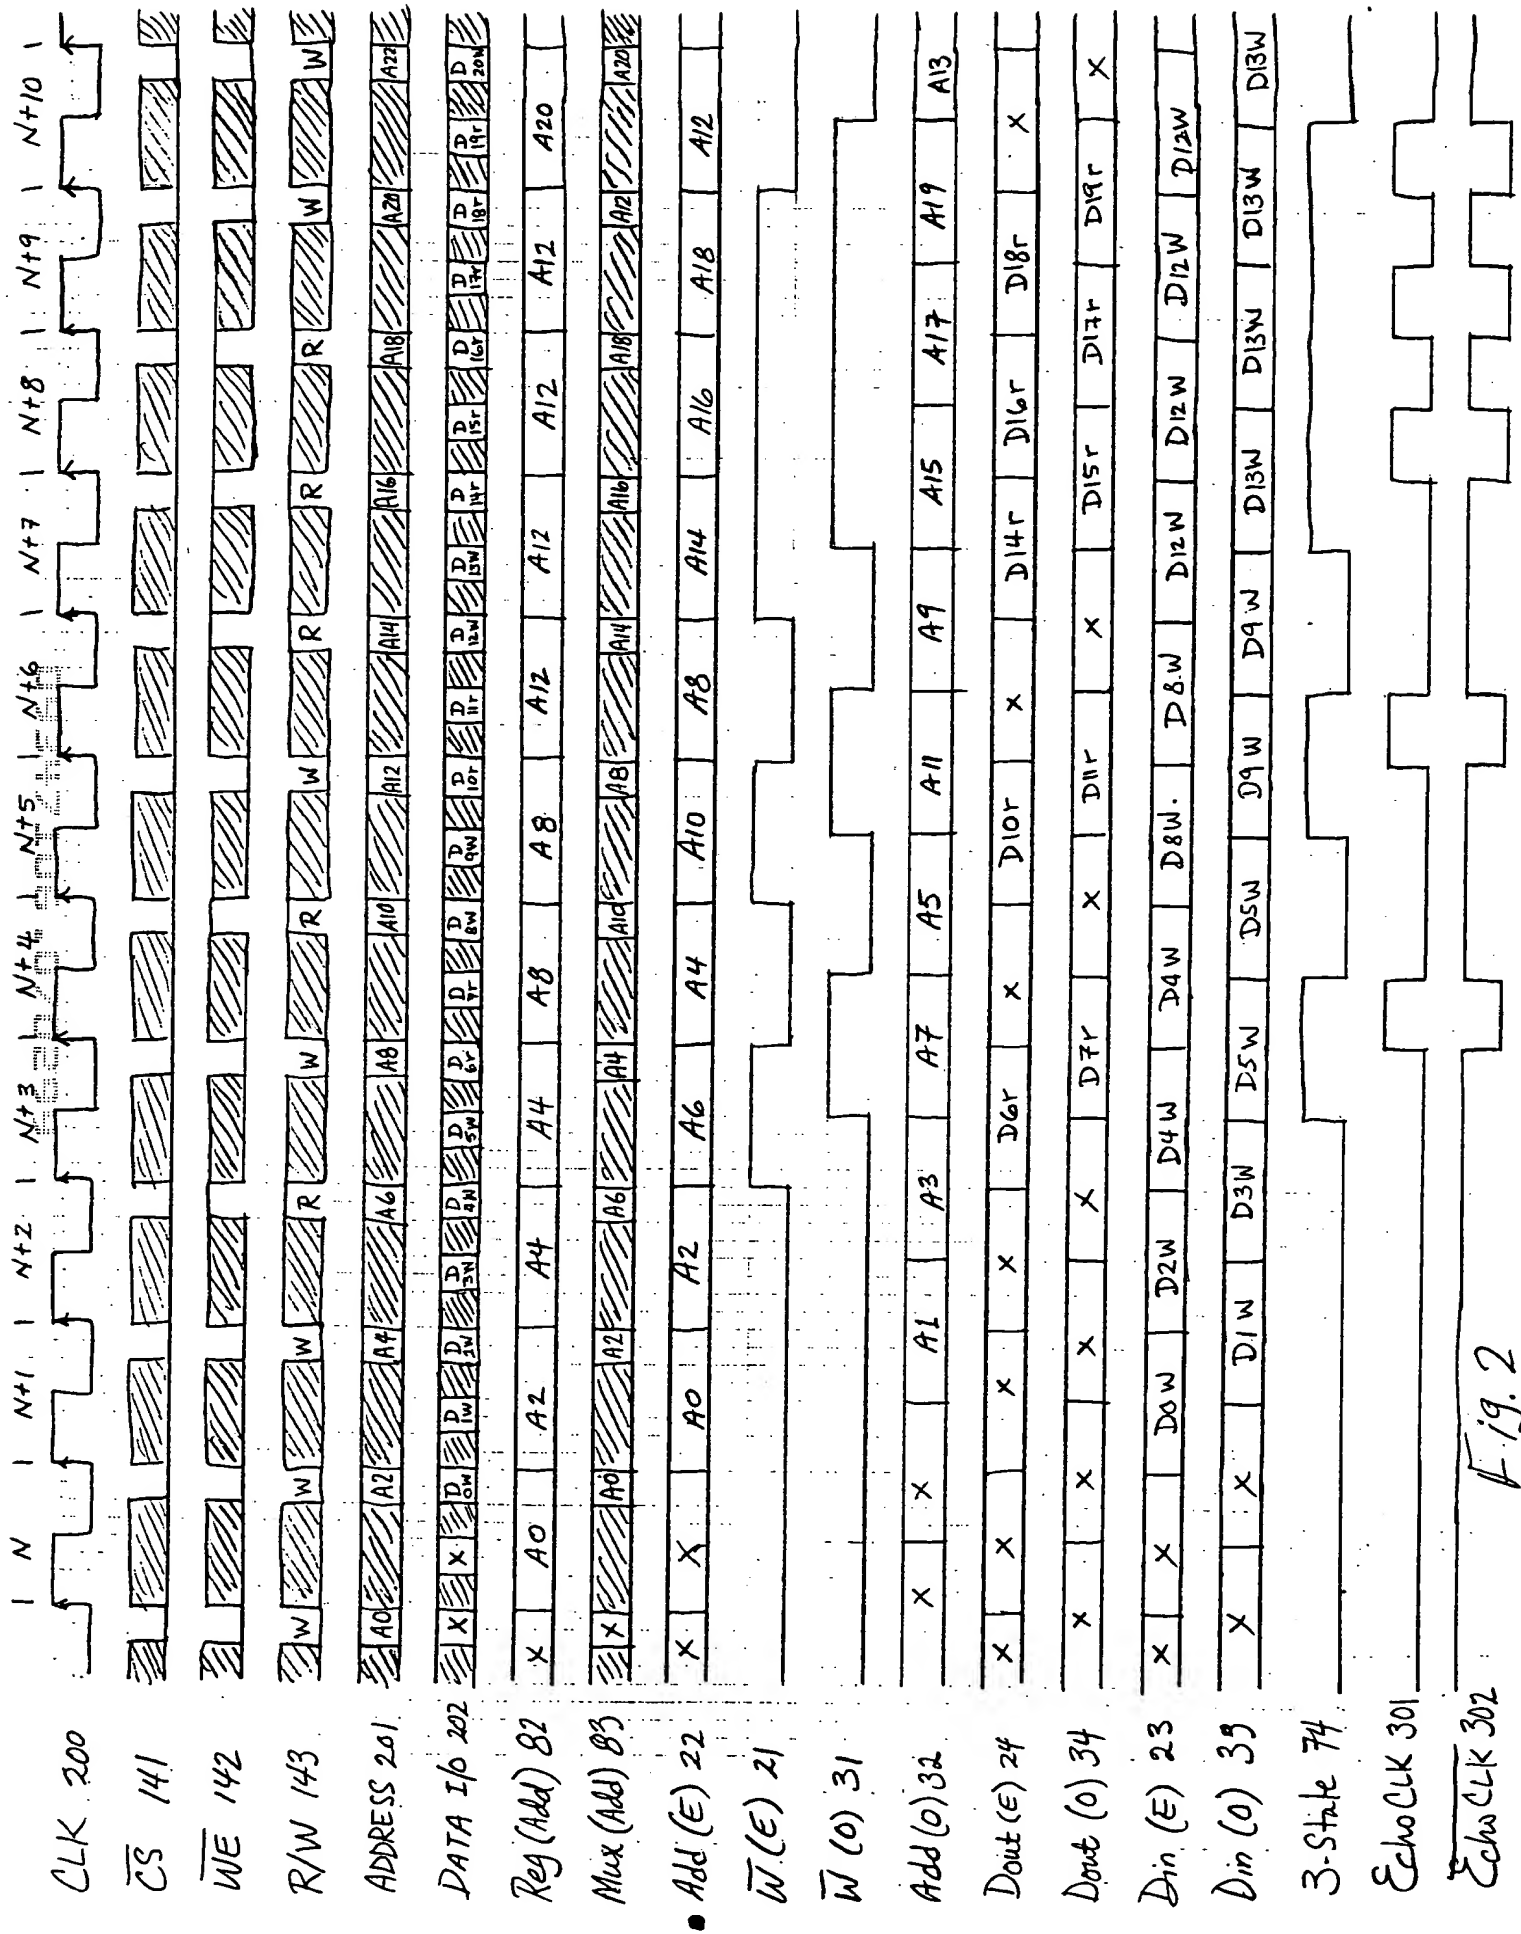 N N+1 N+2 N+3 N+4 N+5 N+6 N+7 N+8 N+9 N+10
CLK 200
CS 141
WE 142
R/W 143 W W W R W R W R R R W W
ADDRESS 201 A0 A2 A4 A6 A8 A10 A12 A14 A16 A18 A20 A22
DATA I/O 202 X X D0W D1W D2W D3W D4W D5W D6r D7r D8W D9W D10r D11r D12W D13W D14r D15r D16r D17r D18r D19r D20W
Reg (Add) 82 X A0 A2 A4 A4 A8 A8 A12 A12 A12 A12 A20
Mux (Add) 83 X A0 A2 A6 A4 A10 A8 A14 A16 A18 A12 A20
Add (E) 22 X X A0 A2 A6 A4 A10 A8 A14 A16 A18 A12
W (E) 21
W (O) 31
Add (O) 32 X X A1 A3 A7 A5 A11 A9 A15 A17 A19 A13
Dout (E) 24 X X X X D6r X D10r X D14r D16r D18r X
Dout (O) 34 X X X X D7r X D11r X D15r D17r D19r X
Din (E) 23 X X D0W D2W D4W D4W D8W D8W D12W D12W D12W D12W
Din (O) 33 X X D1W D3W D5W D5W D9W D9W D13W D13W D13W D13W
3-State 74
Echo CLK 301
Echo CLK 302
Fig. 2